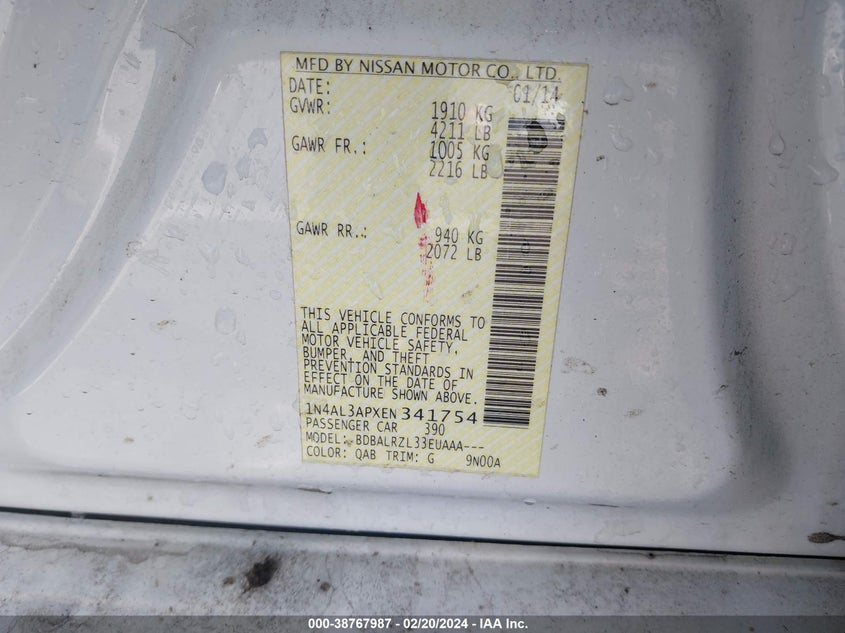 MFD BY NISSAN MOTOR CO., LTD.
DATE: 01/14
GVWR: 1910 KG
4211 LB
GAWR FR.: 1005 KG
2216 LB
GAWR RR.: 940 KG
2072 LB
THIS VEHICLE CONFORMS TO
ALL APPLICABLE FEDERAL
MOTOR VEHICLE SAFETY,
BUMPER, AND THEFT
PREVENTION STANDARDS IN
EFFECT ON THE DATE OF
MANUFACTURE SHOWN ABOVE.
1N4AL3APXEN341754
PASSENGER CAR 390
MODEL: BDBALRZL33EUAAA---
COLOR: QAB TRIM: G 9N00A
000-38767987 - 02/20/2024 - IAA Inc.